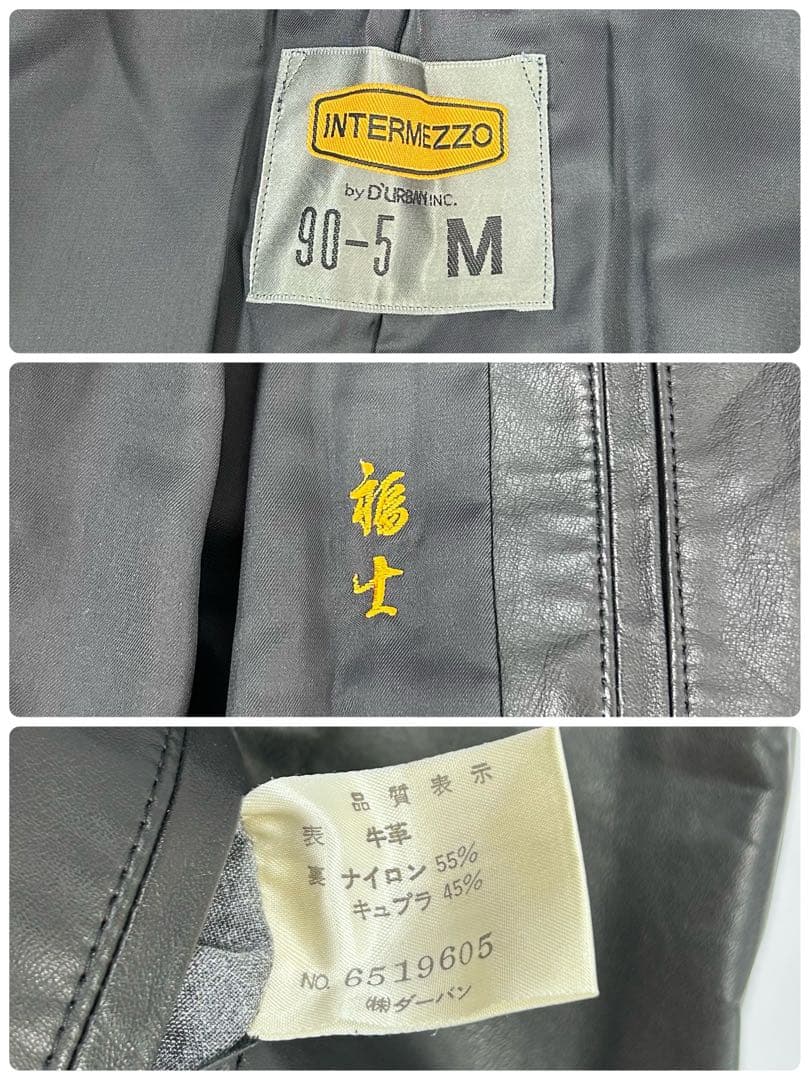 INTERMEZZO
by D'URBAN INC.
90-5 M
福
士
品質表示
表 牛革
裏 ナイロン 55%
キュプラ 45%
NO. 6519605
㈱ダーバン